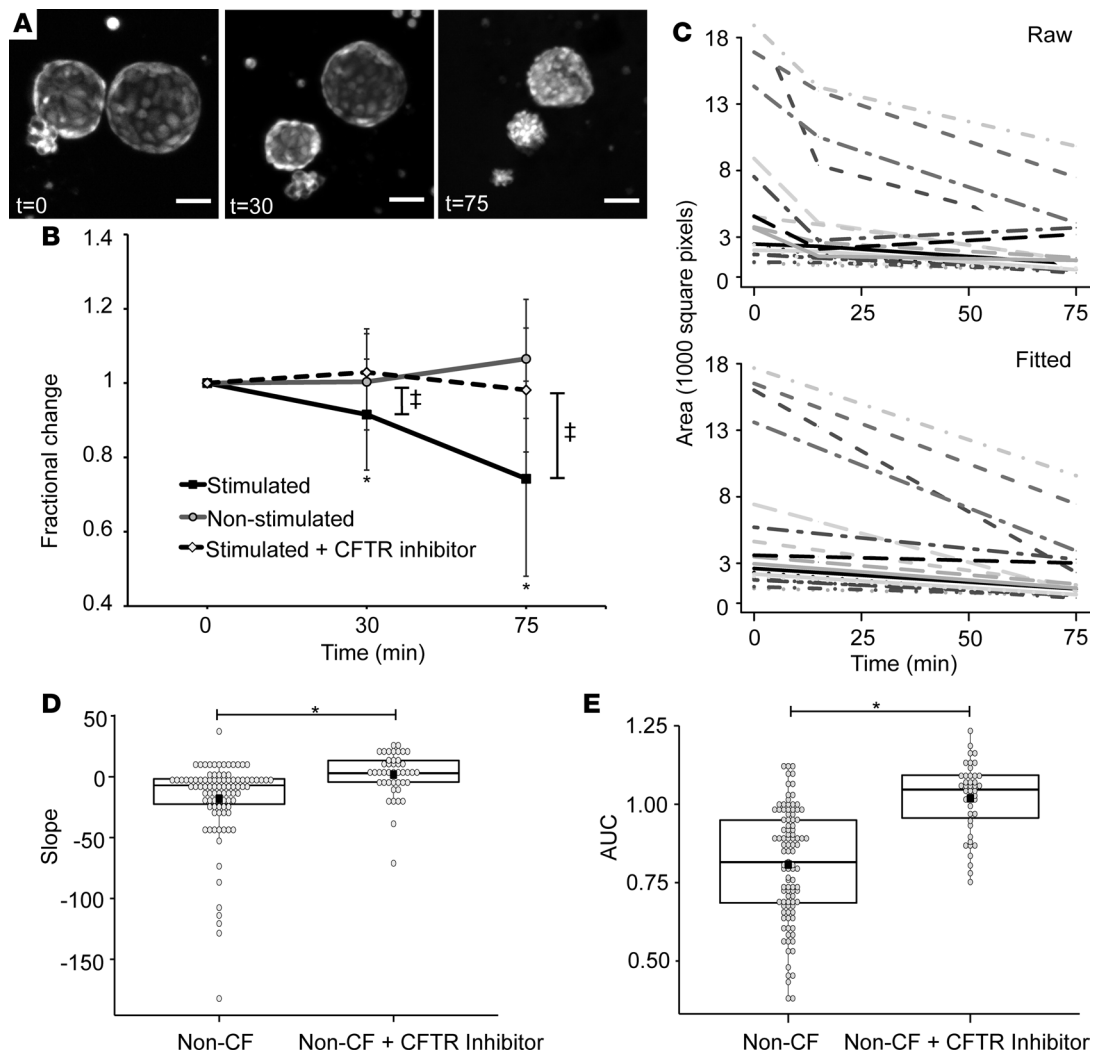 A
t=0
t=30
t=75
B
1.4
1.2
1
0.8
0.6
0.4
Fractional change
Stimulated
Non-stimulated
Stimulated + CFTR inhibitor
*
‡
*
‡
0
30
75
Time (min)
C
Raw
18
13
8
3
0
0
25
50
75
Area (1000 square pixels)
Fitted
18
13
8
3
0
0
25
50
75
Time (min)
D
50
0
-50
-100
-150
Slope
*
Non-CF
Non-CF + CFTR Inhibitor
E
1.25
1.00
0.75
0.50
AUC
*
Non-CF
Non-CF + CFTR Inhibitor